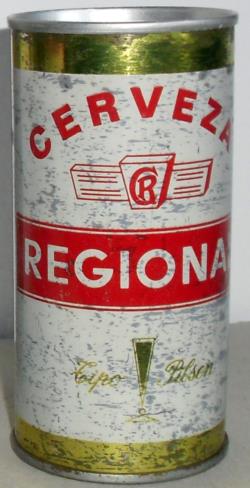 CERVEZA
CR
REGIONA
Tipo Pilsen